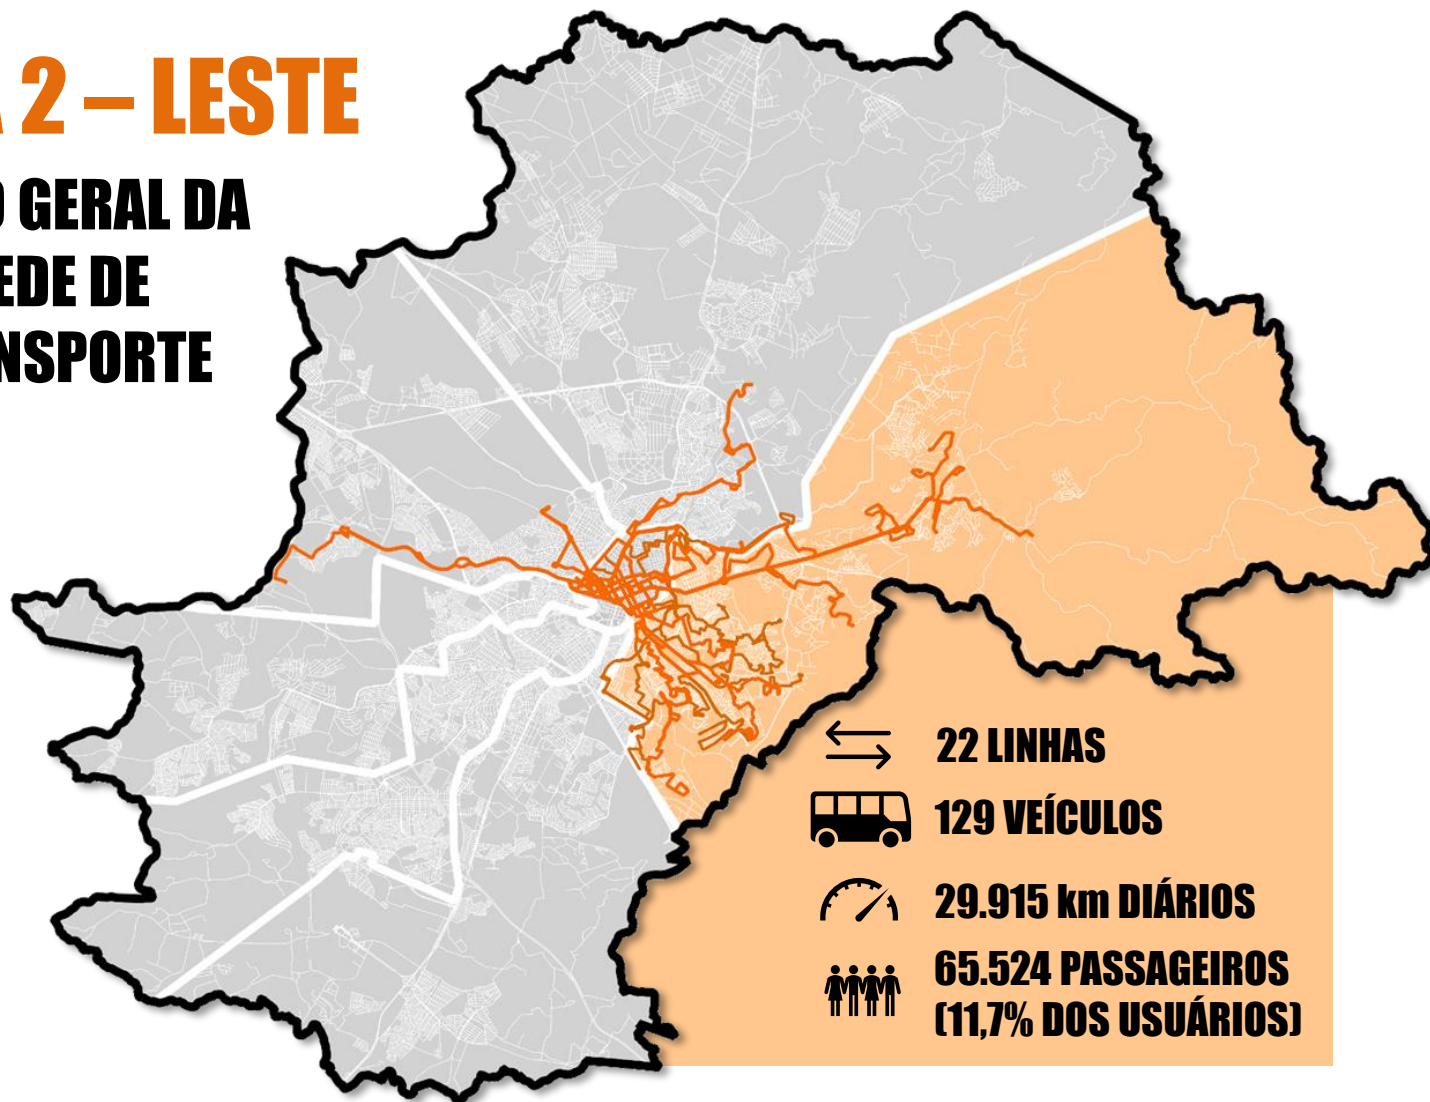 A 2 – LESTE
O GERAL DA
EDE DE
NSPORTE
22 LINHAS
129 VEÍCULOS
29.915 km DIÁRIOS
65.524 PASSAGEIROS
(11,7% DOS USUÁRIOS)